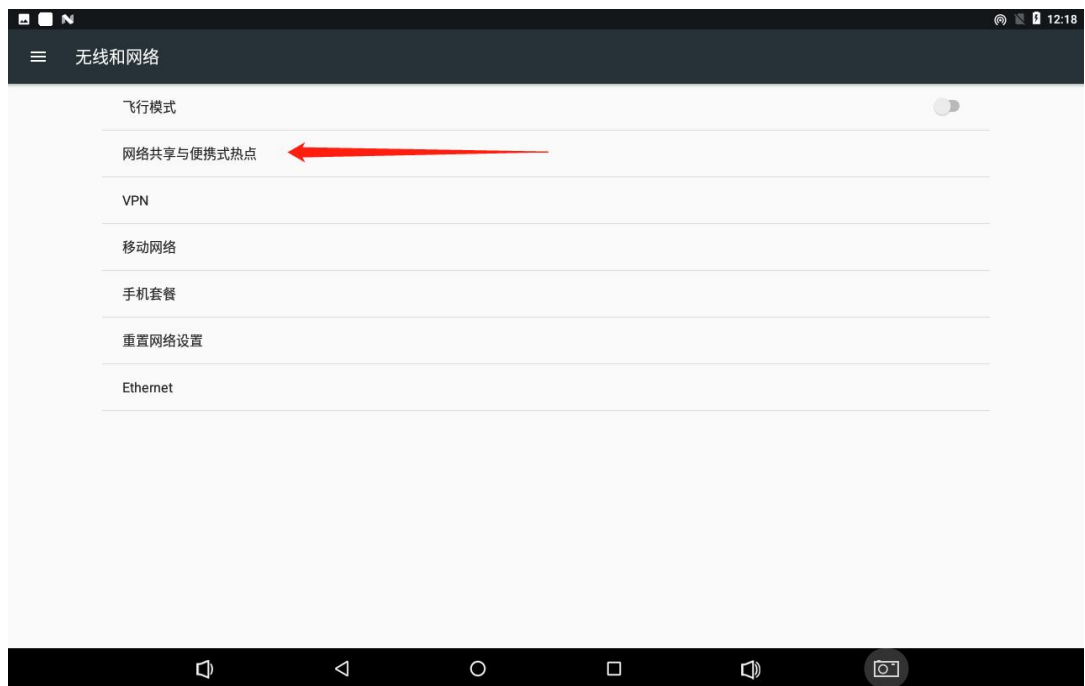 12:18
无线和网络
飞行模式
网络共享与便携式热点
VPN
移动网络
手机套餐
重置网络设置
Ethernet